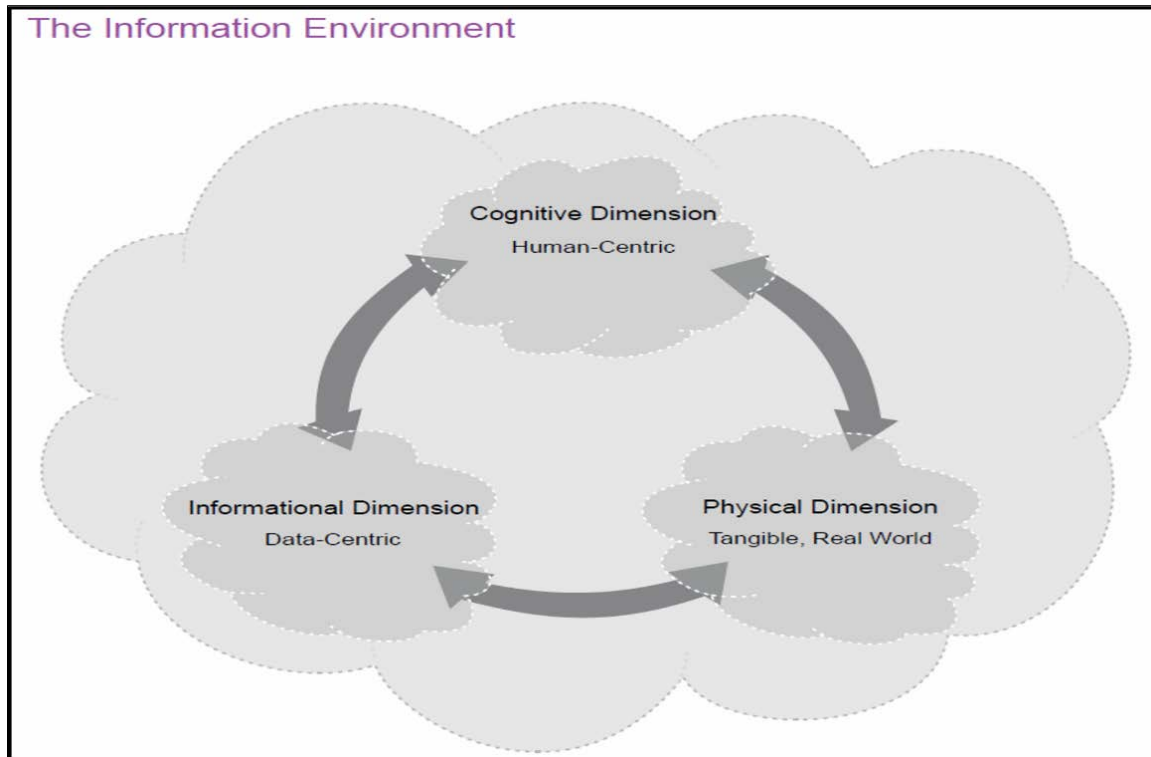 The Information Environment
Cognitive Dimension
Human-Centric
Informational Dimension
Data-Centric
Physical Dimension
Tangible, Real World